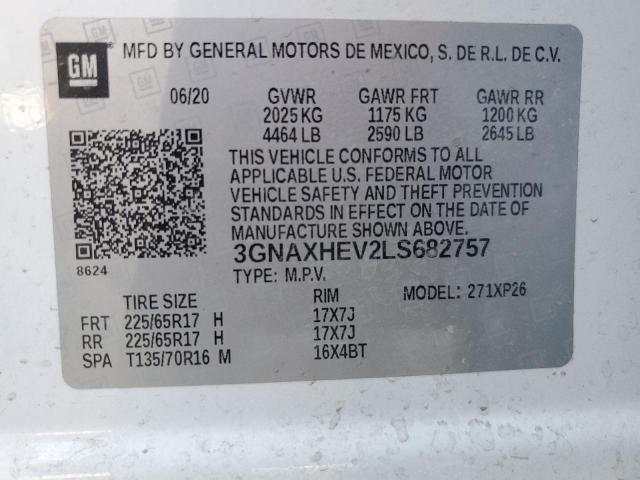 GM
MFD BY GENERAL MOTORS DE MEXICO, S. DE R.L. DE C.V.
06/20 GVWR GAWR FRT GAWR RR
2025 KG 1175 KG 1200 KG
4464 LB 2590 LB 2645 LB
THIS VEHICLE CONFORMS TO ALL
APPLICABLE U.S. FEDERAL MOTOR
VEHICLE SAFETY AND THEFT PREVENTION
STANDARDS IN EFFECT ON THE DATE OF
MANUFACTURE SHOWN ABOVE.
8624
3GNAXHEV2LS682757
TYPE: M.P.V.
MODEL: 271XP26
TIRE SIZE RIM
FRT 225/65R17 H 17X7J
RR 225/65R17 H 17X7J
SPA T135/70R16 M 16X4BT